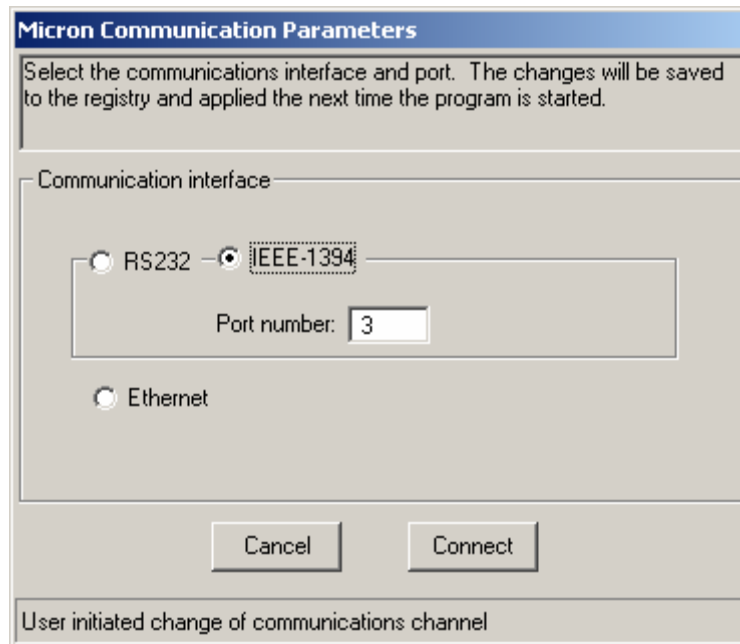 Micron Communication Parameters
Select the communications interface and port.  The changes will be saved
to the registry and applied the next time the program is started.
Communication interface
RS232 IEEE-1394
Port number: 3
Ethernet
Cancel Connect
User initiated change of communications channel